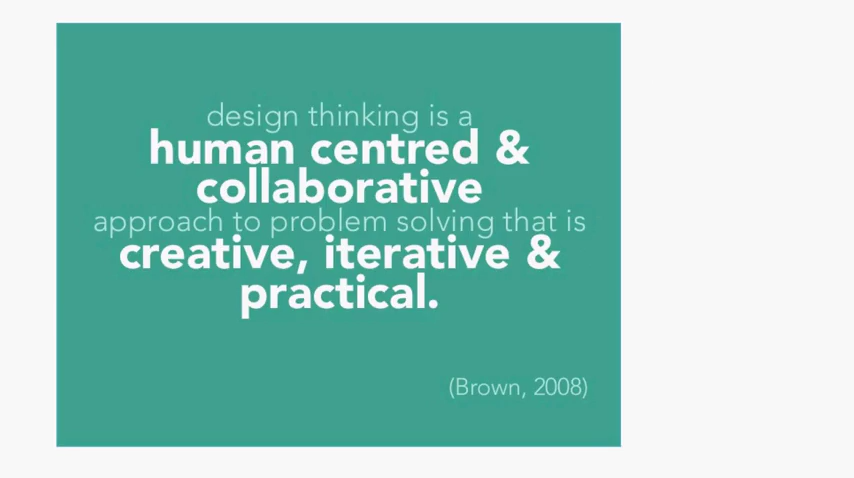 design thinking is a
human centred &
collaborative
approach to problem solving that is
creative, iterative &
practical.
(Brown, 2008)